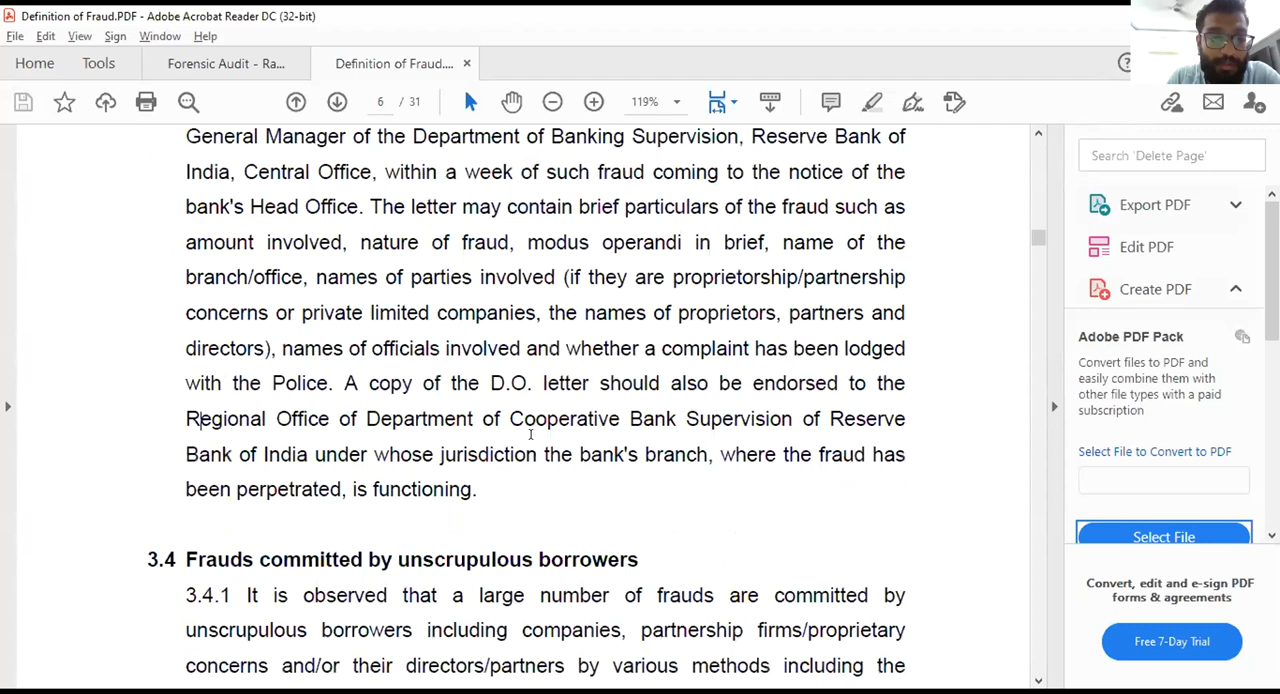 Definition of Fraud.PDF - Adobe Acrobat Reader DC (32-bit)
File Edit View Sign Window Help
Home Tools Forensic Audit - Ra... Definition of Fraud.... ×
6 / 31 119%
General Manager of the Department of Banking Supervision, Reserve Bank of
India, Central Office, within a week of such fraud coming to the notice of the
bank's Head Office. The letter may contain brief particulars of the fraud such as
amount involved, nature of fraud, modus operandi in brief, name of the
branch/office, names of parties involved (if they are proprietorship/partnership
concerns or private limited companies, the names of proprietors, partners and
directors), names of officials involved and whether a complaint has been lodged
with the Police. A copy of the D.O. letter should also be endorsed to the
Regional Office of Department of Cooperative Bank Supervision of Reserve
Bank of India under whose jurisdiction the bank's branch, where the fraud has
been perpetrated, is functioning.
3.4 Frauds committed by unscrupulous borrowers
3.4.1 It is observed that a large number of frauds are committed by
unscrupulous borrowers including companies, partnership firms/proprietary
concerns and/or their directors/partners by various methods including the
Search 'Delete Page'
Export PDF
Edit PDF
Create PDF
Adobe PDF Pack
Convert files to PDF and
easily combine them with
other file types with a paid
subscription
Select File to Convert to PDF
Select File
Convert, edit and e-sign PDF
forms & agreements
Free 7-Day Trial